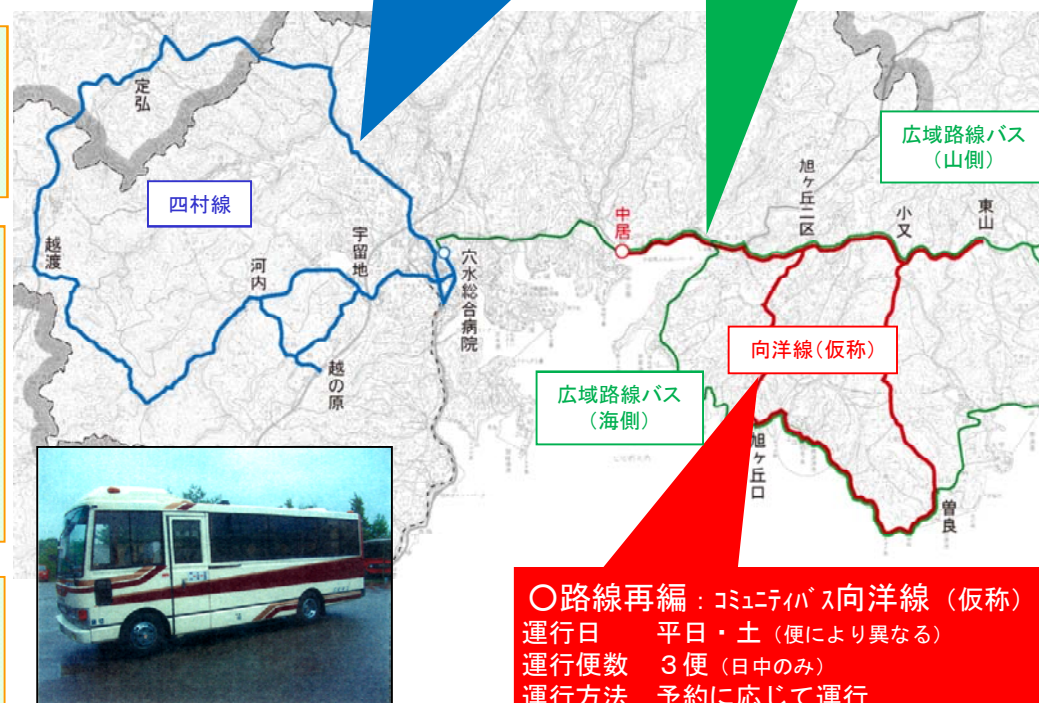 定弘
四村線
越渡
河内
宇留地
越の原
穴水総合病院
中居
旭ヶ丘二区
小又
東山
広域路線バス
(山側)
向洋線(仮称)
広域路線バス
(海側)
旭ヶ丘口
曽良
〇路線再編：ｺﾐｭﾆﾃｨﾊﾞｽ向洋線（仮称）
運行日　平日・土（便により異なる）
運行便数　３便（日中のみ）
運行方法　予約に応じて運行